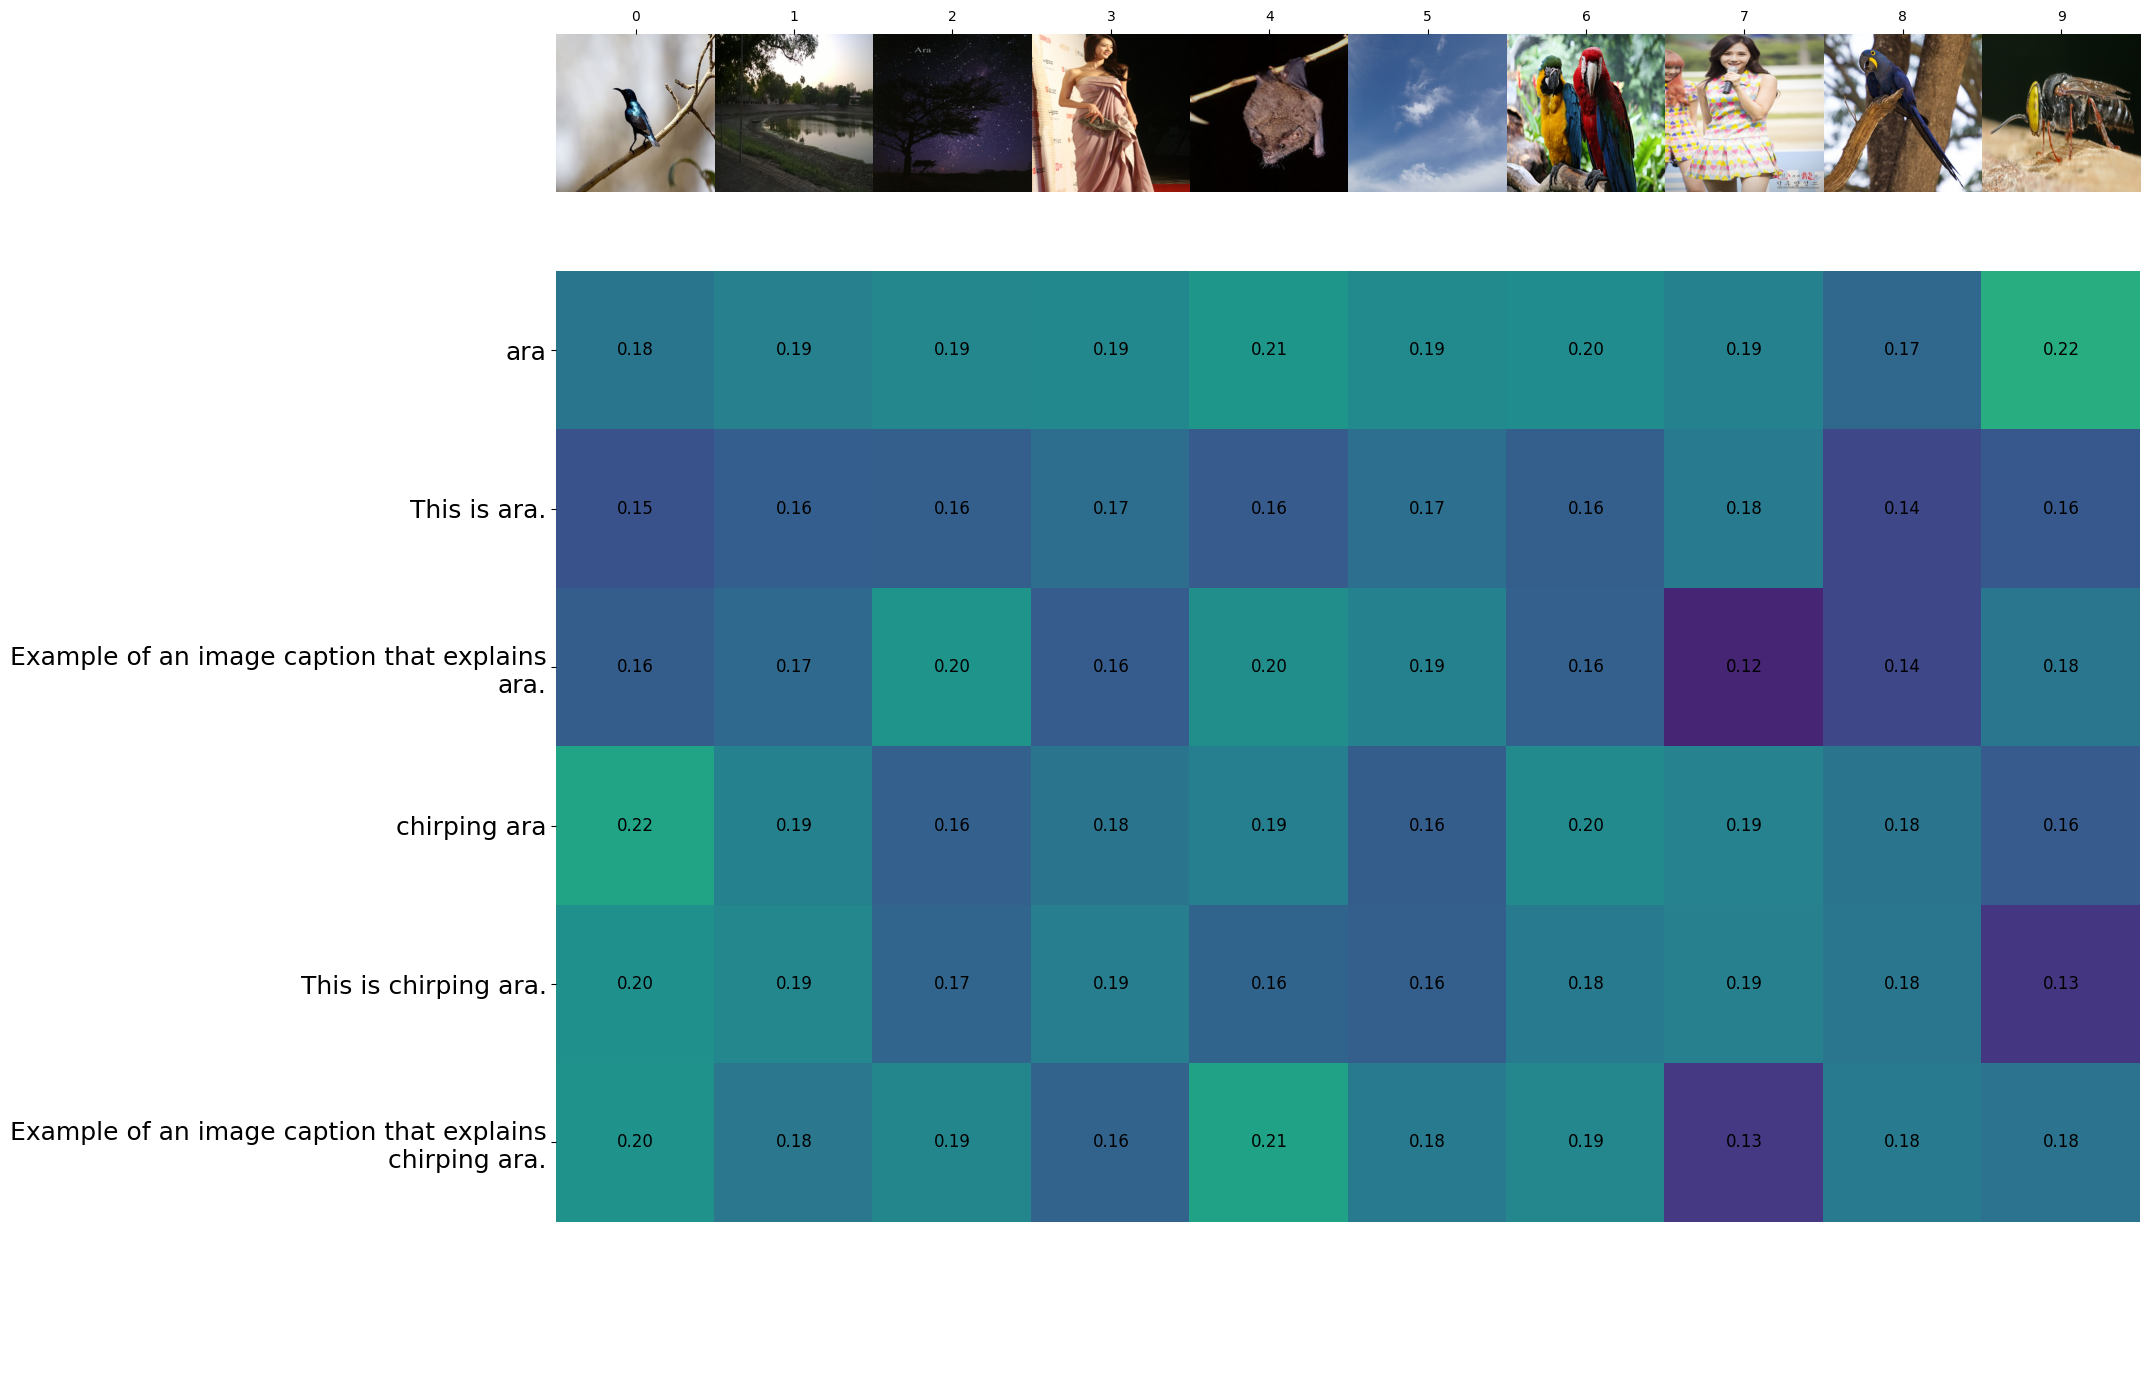 0 1 2 3 4 5 6 7 8 9
Ara
ara 0.18 0.19 0.19 0.19 0.21 0.19 0.20 0.19 0.17 0.22
This is ara. 0.15 0.16 0.16 0.17 0.16 0.17 0.16 0.18 0.14 0.16
Example of an image caption that explains
ara. 0.16 0.17 0.20 0.16 0.20 0.19 0.16 0.12 0.14 0.18
chirping ara 0.22 0.19 0.16 0.18 0.19 0.16 0.20 0.19 0.18 0.16
This is chirping ara. 0.20 0.19 0.17 0.19 0.16 0.16 0.18 0.19 0.18 0.13
Example of an image caption that explains
chirping ara. 0.20 0.18 0.19 0.16 0.21 0.18 0.19 0.13 0.18 0.18